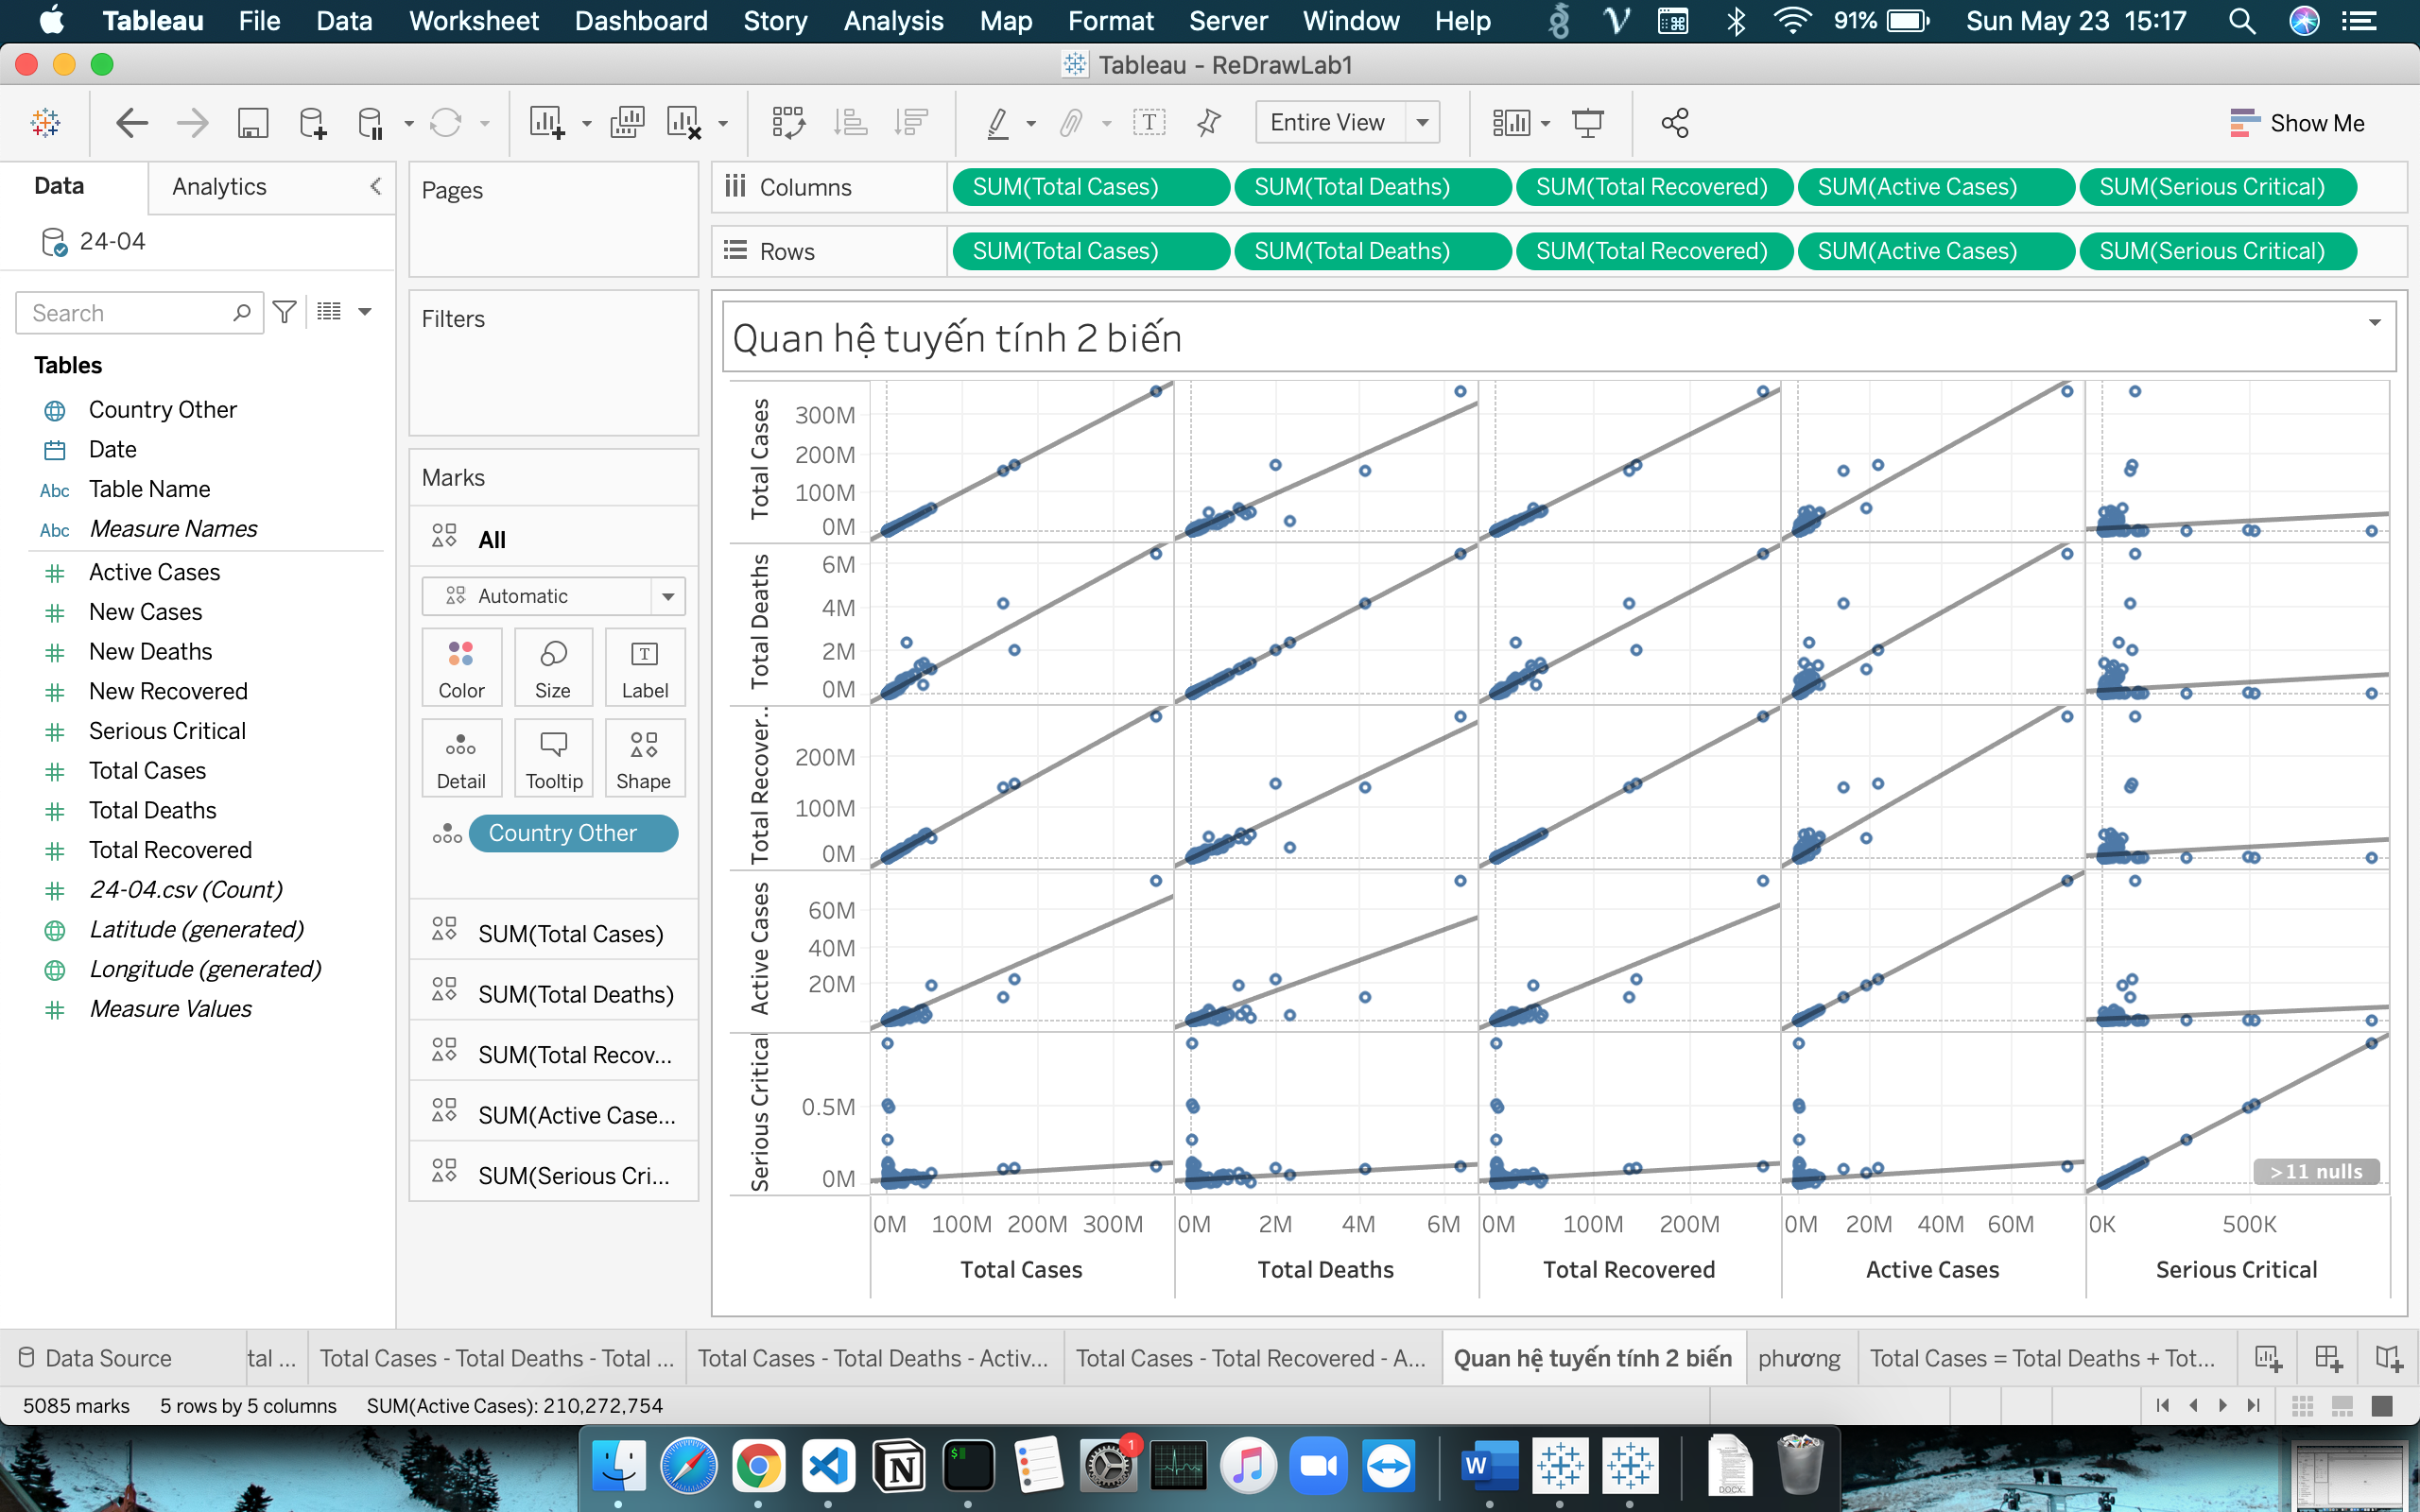 Tableau File Data Worksheet Dashboard Story Analysis Map Format Server Window Help 91% Sun May 23 15:17
Tableau - ReDrawLab1
Entire View Show Me
Data Analytics
24-04
Search
Tables
Country Other
Date
Abc Table Name
Abc Measure Names
Active Cases
New Cases
New Deaths
New Recovered
Serious Critical
Total Cases
Total Deaths
Total Recovered
24-04.csv (Count)
Latitude (generated)
Longitude (generated)
Measure Values
Pages
Filters
Marks
All
Automatic
Color Size Label
Detail Tooltip Shape
Country Other
SUM(Total Cases)
SUM(Total Deaths)
SUM(Total Recov...
SUM(Active Case...
SUM(Serious Cri...
Columns SUM(Total Cases) SUM(Total Deaths) SUM(Total Recovered) SUM(Active Cases) SUM(Serious Critical)
Rows SUM(Total Cases) SUM(Total Deaths) SUM(Total Recovered) SUM(Active Cases) SUM(Serious Critical)
Quan hệ tuyến tính 2 biến
Total Cases
300M
200M
100M
0M
Total Deaths
6M
4M
2M
0M
Total Recover..
200M
100M
0M
Active Cases
60M
40M
20M
Serious Critical
0.5M
0M
>11 nulls
0M 100M 200M 300M 0M 2M 4M 6M 0M 100M 200M 0M 20M 40M 60M 0K 500K
Total Cases Total Deaths Total Recovered Active Cases Serious Critical
Data Source tal ... Total Cases - Total Deaths - Total ... Total Cases - Total Deaths - Activ... Total Cases - Total Recovered - A... Quan hệ tuyến tính 2 biến phương Total Cases = Total Deaths + Tot...
5085 marks 5 rows by 5 columns SUM(Active Cases): 210,272,754
1
W
DOCX